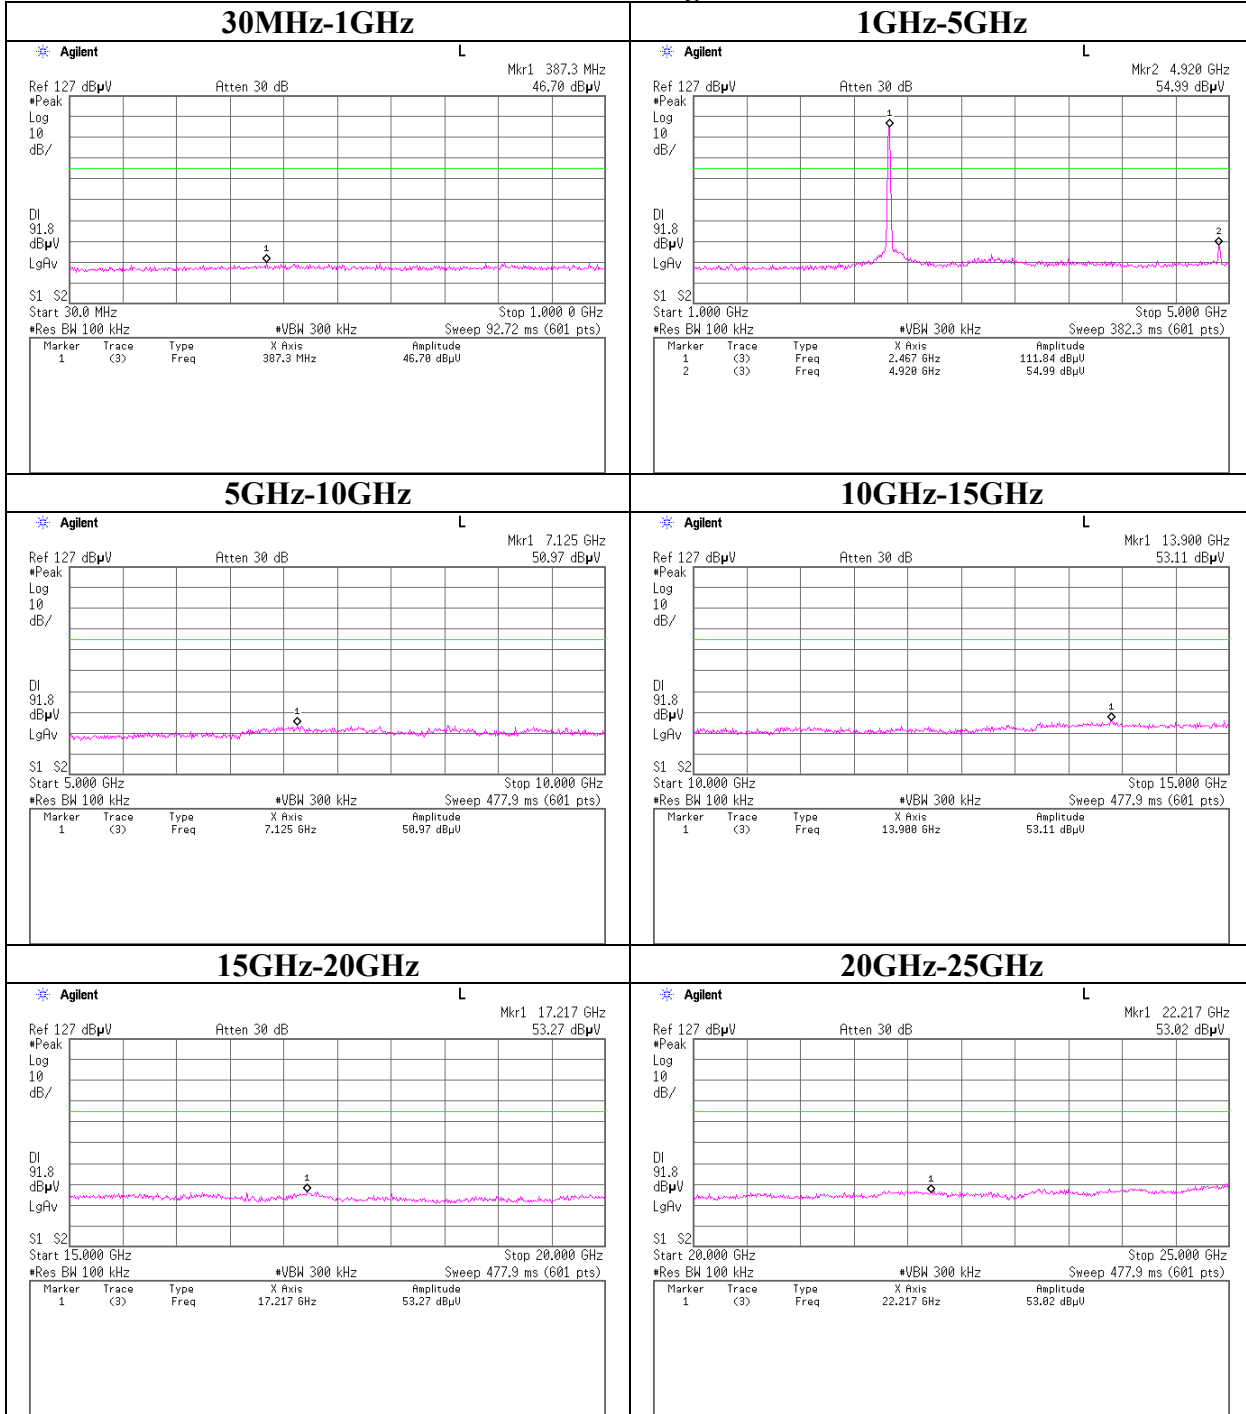 30MHz-1GHz
Agilent L
Mkr1 387.3 MHz
Ref 127 dBµV Atten 30 dB 46.70 dBµV
#Peak
Log
10
dB/
DI
91.8
dBµV
LgAv
1
S1 S2
Start 30.0 MHz Stop 1.000 0 GHz
#Res BW 100 kHz #VBW 300 kHz Sweep 92.72 ms (601 pts)
Marker Trace Type X Axis Amplitude
1 (3) Freq 387.3 MHz 46.70 dBµV
1GHz-5GHz
Agilent L
Mkr2 4.920 GHz
Ref 127 dBµV Atten 30 dB 54.99 dBµV
#Peak
Log
10
dB/
1
DI
91.8
dBµV
LgAv
2
S1 S2
Start 1.000 GHz Stop 5.000 GHz
#Res BW 100 kHz #VBW 300 kHz Sweep 382.3 ms (601 pts)
Marker Trace Type X Axis Amplitude
1 (3) Freq 2.467 GHz 111.84 dBµV
2 (3) Freq 4.920 GHz 54.99 dBµV
5GHz-10GHz
Agilent L
Mkr1 7.125 GHz
Ref 127 dBµV Atten 30 dB 50.97 dBµV
#Peak
Log
10
dB/
DI
91.8
dBµV
LgAv
1
S1 S2
Start 5.000 GHz Stop 10.000 GHz
#Res BW 100 kHz #VBW 300 kHz Sweep 477.9 ms (601 pts)
Marker Trace Type X Axis Amplitude
1 (3) Freq 7.125 GHz 50.97 dBµV
10GHz-15GHz
Agilent L
Mkr1 13.900 GHz
Ref 127 dBµV Atten 30 dB 53.11 dBµV
#Peak
Log
10
dB/
DI
91.8
dBµV
LgAv
1
S1 S2
Start 10.000 GHz Stop 15.000 GHz
#Res BW 100 kHz #VBW 300 kHz Sweep 477.9 ms (601 pts)
Marker Trace Type X Axis Amplitude
1 (3) Freq 13.900 GHz 53.11 dBµV
15GHz-20GHz
Agilent L
Mkr1 17.217 GHz
Ref 127 dBµV Atten 30 dB 53.27 dBµV
#Peak
Log
10
dB/
DI
91.8
dBµV
LgAv
1
S1 S2
Start 15.000 GHz Stop 20.000 GHz
#Res BW 100 kHz #VBW 300 kHz Sweep 477.9 ms (601 pts)
Marker Trace Type X Axis Amplitude
1 (3) Freq 17.217 GHz 53.27 dBµV
20GHz-25GHz
Agilent L
Mkr1 22.217 GHz
Ref 127 dBµV Atten 30 dB 53.02 dBµV
#Peak
Log
10
dB/
DI
91.8
dBµV
LgAv
1
S1 S2
Start 20.000 GHz Stop 25.000 GHz
#Res BW 100 kHz #VBW 300 kHz Sweep 477.9 ms (601 pts)
Marker Trace Type X Axis Amplitude
1 (3) Freq 22.217 GHz 53.02 dBµV